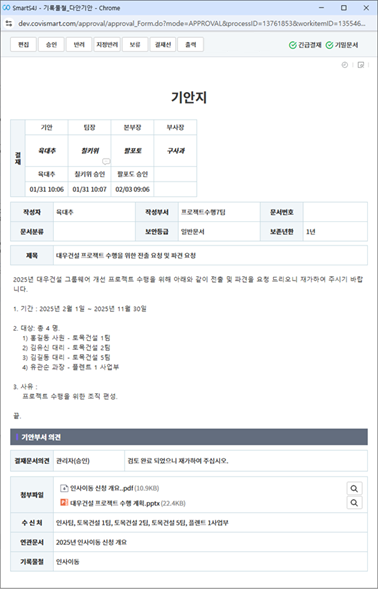 SmartS4J - 기록물철_다안기안 - Chrome
dev.covismart.com/approval/approval_Form.do?mode=APPROVAL&processID=13761853&workitemID=135546...
편집 승인 반려 지정반려 보류 결재선 출력 긴급결재 기밀문서
기안지
결재
기안 팀장 본부장 부사장
육대추 칠키위 팔포토 구사과
육대추 칠키위 승인 팔포도 승인
01/31 10:06 01/31 10:07 02/03 09:06
작성자 육대추 작성부서 프로젝트수행7팀 문서번호
문서분류 보안등급 일반문서 보존년한 1년
제목 대우건설 프로젝트 수행을 위한 전출 요청 및 파견 요청
2025년 대우건설 그룹웨어 개선 프로젝트 수행을 위해 아래와 같이 전출 및 파견을 요청 드리오니 재가하여 주시기 바랍
니다.
1. 기간 : 2025년 2월 1일 ~ 2025년 11월 30일
2. 대상: 총 4 명.
1) 홍길동 사원 - 토목건설 1팀
2) 김유신 대리 - 토목건설 2팀
3) 김길동 대리 - 토목건설 5팀
4) 유관순 과장 - 플랜트 1 사업부
3. 사유 :
프로젝트 수행을 위한 조직 편성.
끝.
기안부서 의견
결재문서의견 관리자(승인) 검토 완료 되었으니 재가하여 주십시오.
첨부파일
인사이동 신청 개요..pdf (10.9KB)
대우건설 프로젝트 수행 계획.pptx (22.4KB)
수 신 처 인사팀, 토목건설 1팀, 토목건설 2팀, 토목건설 5팀, 플랜트 1사업부
연관문서 2025년 인사이동 신청 개요
기록물철 인사이동